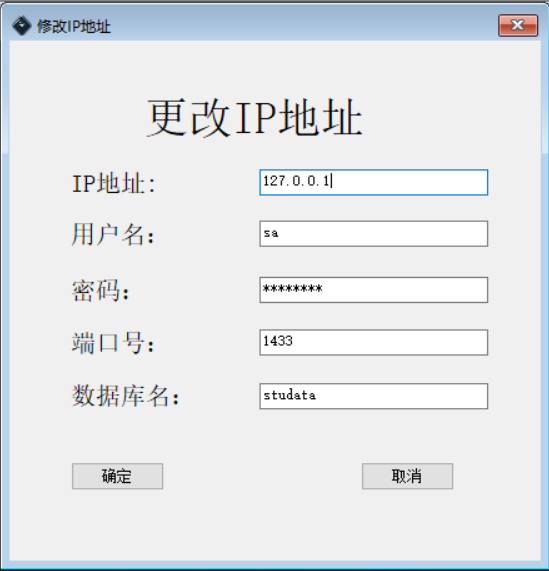 修改IP地址
更改IP地址
IP地址: 127.0.0.1
用户名: sa
密码: ********
端口号: 1433
数据库名: studata
确定 取消